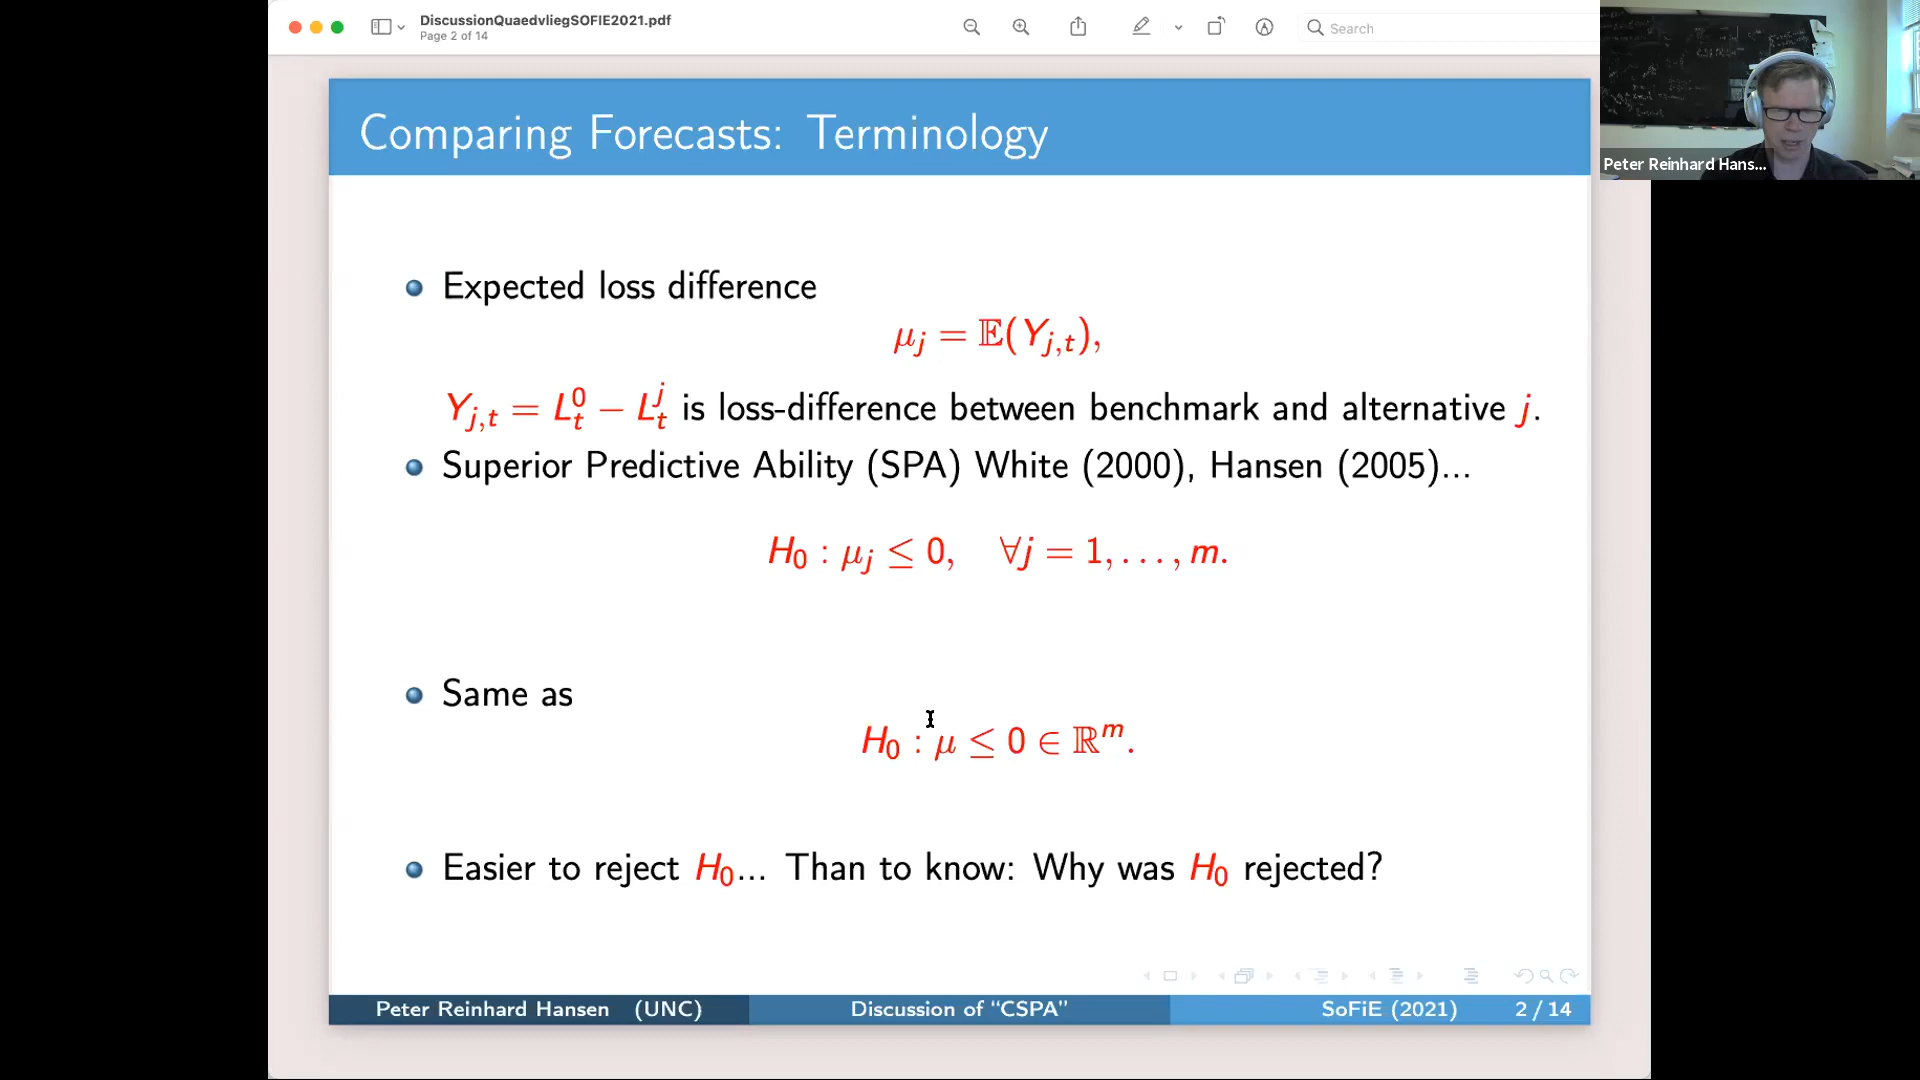 DiscussionQuaedvliegSOFIE2021.pdf
Page 2 of 14
Search
Peter Reinhard Hans...
Comparing Forecasts: Terminology
Expected loss difference
μ_j = 𝔼(Y_{j,t}),
Y_{j,t} = L_t^0 − L_t^j is loss-difference between benchmark and alternative j.
Superior Predictive Ability (SPA) White (2000), Hansen (2005)...
H_0 : μ_j ≤ 0, ∀j = 1, . . . , m.
Same as
H_0 : μ ≤ 0 ∈ ℝ^m.
Easier to reject H_0... Than to know: Why was H_0 rejected?
Peter Reinhard Hansen (UNC)
Discussion of “CSPA”
SoFiE (2021)
2 / 14